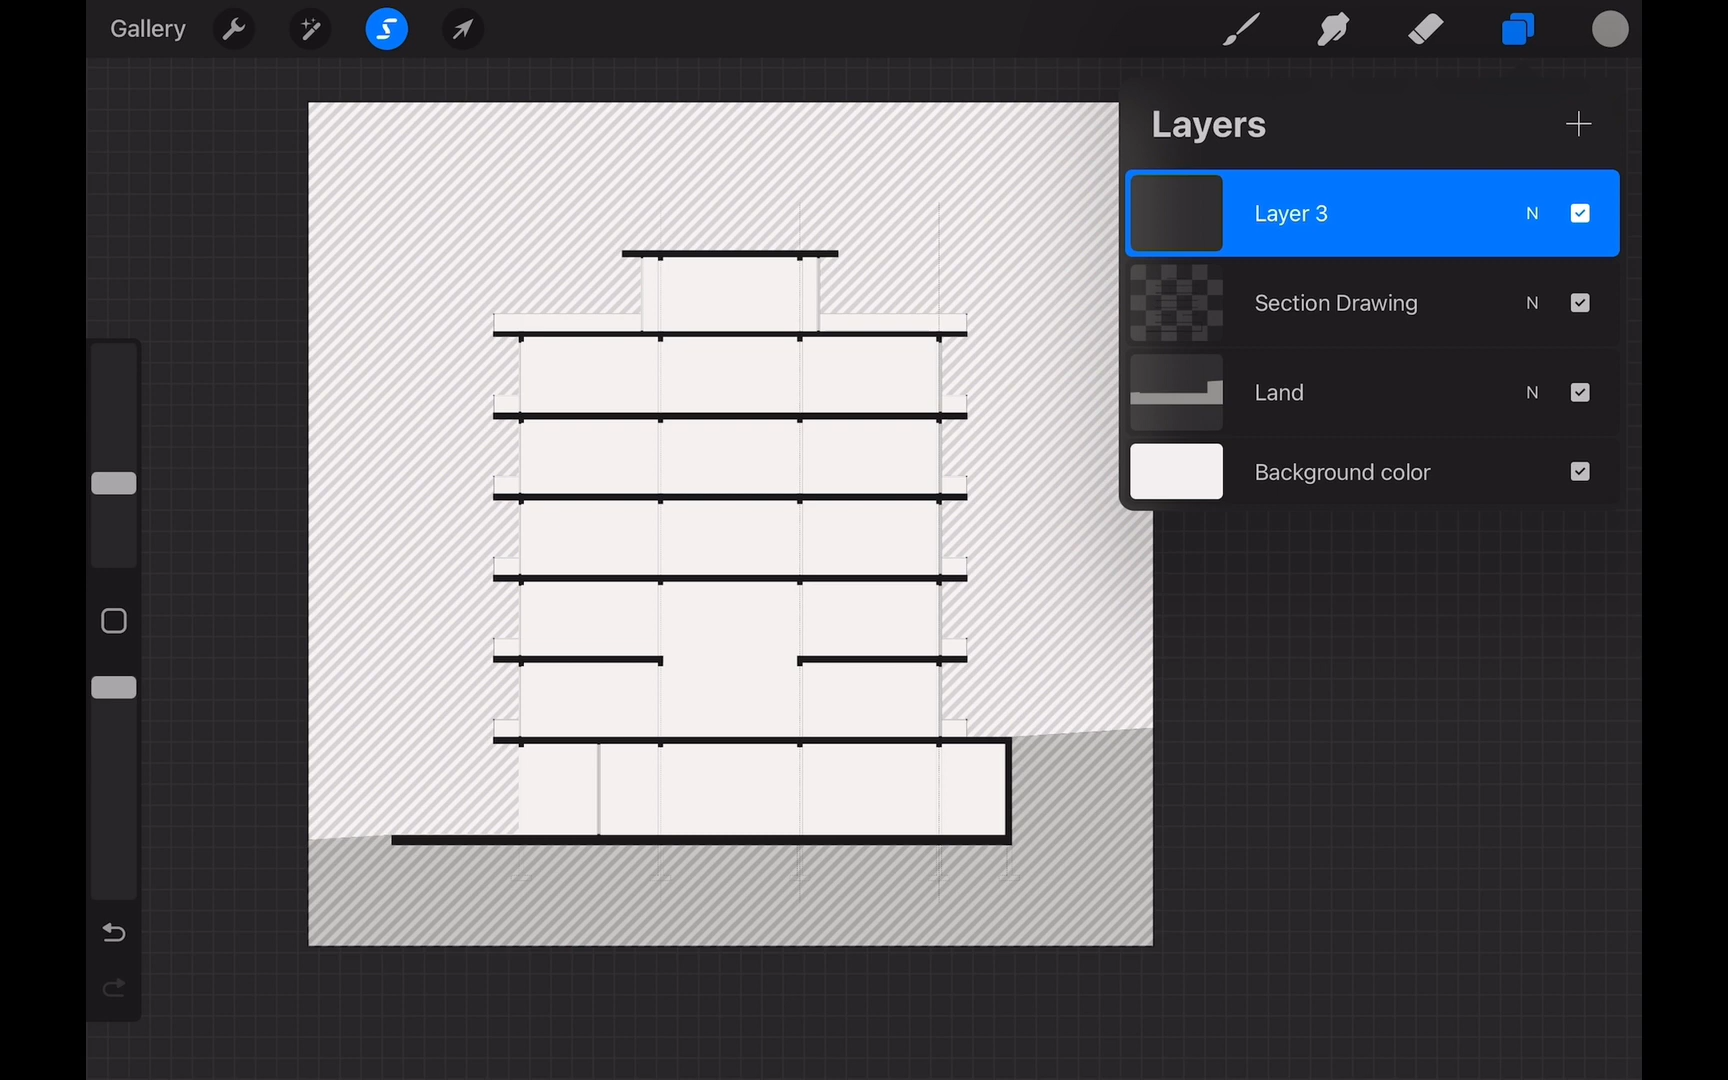 Gallery
Layers
Layer 3 N
Section Drawing N
Land N
Background color